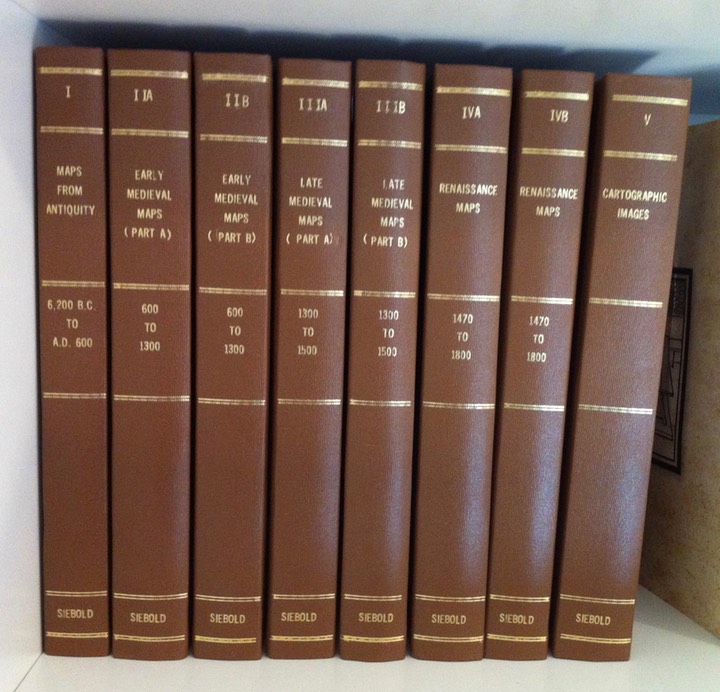 I
MAPS
FROM
ANTIQUITY
6,200 B.C.
TO
A.D. 600
SIEBOLD
IIA
EARLY
MEDIEVAL
MAPS
(PART A)
600
TO
1300
SIEBOLD
IIB
EARLY
MEDIEVAL
MAPS
( PART B)
600
TO
1300
SIEBOLD
IIIA
LATE
MEDIEVAL
MAPS
( PART A)
1300
TO
1500
SIEBOLD
IIIB
LATE
MEDIEVAL
MAPS
( PART B)
1300
TO
1500
SIEBOLD
IVA
RENAISSANCE
MAPS
1470
TO
1800
SIEBOLD
IVB
RENAISSANCE
MAPS
1470
TO
1800
SIEBOLD
V
CARTOGRAPHIC
IMAGES
SIEBOLD